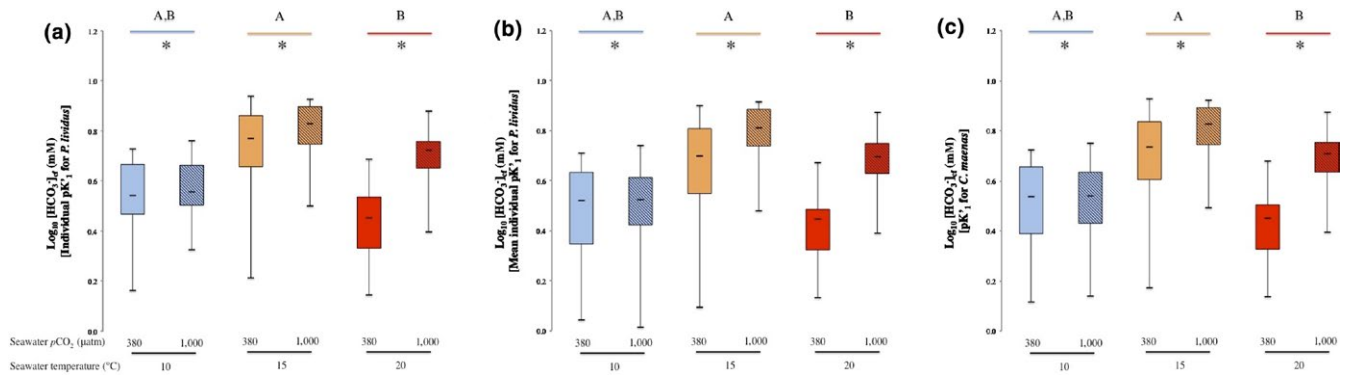 (a)
A,B
A
B
*
*
*
1.2
1.0
0.8
0.6
0.4
0.2
0.0
Log10 [HCO3-]cf (mM)
[Individual pK'1 for P. lividus]
Seawater pCO2 (µatm)
380
1,000
380
1,000
380
1,000
Seawater temperature (°C)
10
15
20
(b)
A,B
A
B
*
*
*
1.2
1.0
0.8
0.6
0.4
0.2
0.0
Log10 [HCO3-]cf (mM)
[Mean individual pK'1 for P. lividus]
380
1,000
380
1,000
380
1,000
10
15
20
(c)
A,B
A
B
*
*
*
1.2
1.0
0.8
0.6
0.4
0.2
0.0
Log10 [HCO3-]cf (mM)
[pK'1 for C. maenas]
380
1,000
380
1,000
380
1,000
10
15
20